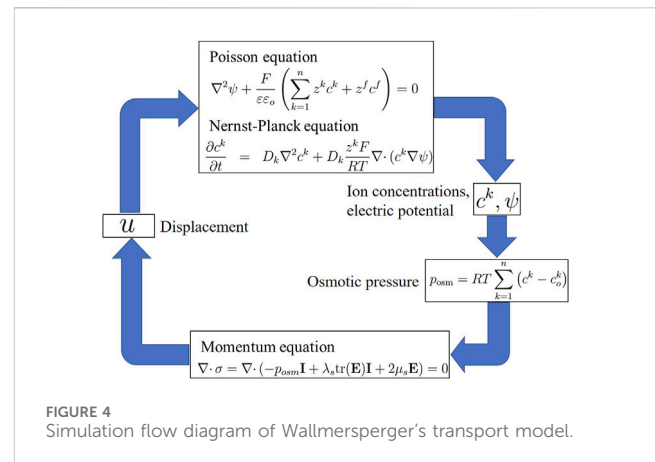 Poisson equation
∇²ψ + F/(εε_o) (∑_{k=1}^{n} z^k c^k + z^f c^f) = 0
Nernst-Planck equation
∂c^k/∂t = D_k∇²c^k + D_k z^k F/RT ∇·(c^k∇ψ)
Ion concentrations,
electric potential
c^k, ψ
u Displacement
Osmotic pressure p_osm = RT ∑_{k=1}^{n} (c^k − c_o^k)
Momentum equation
∇·σ = ∇·(−p_osm I + λ_s tr(E)I + 2μ_s E) = 0
FIGURE 4
Simulation flow diagram of Wallmersperger's transport model.